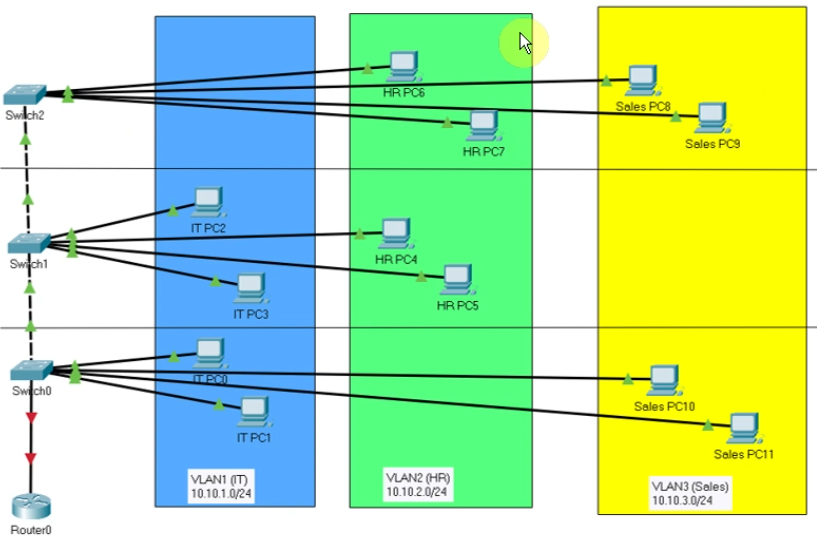 HR PC6
Sales PC8
Switch2
Sales PC9
HR PC7
IT PC2
HR PC4
Switch1
HR PC5
IT PC3
IT PC0
Switch0
Sales PC10
IT PC1
Sales PC11
VLAN1 (IT)
10.10.1.0/24
VLAN2 (HR)
10.10.2.0/24
VLAN3 (Sales)
10.10.3.0/24
Router0